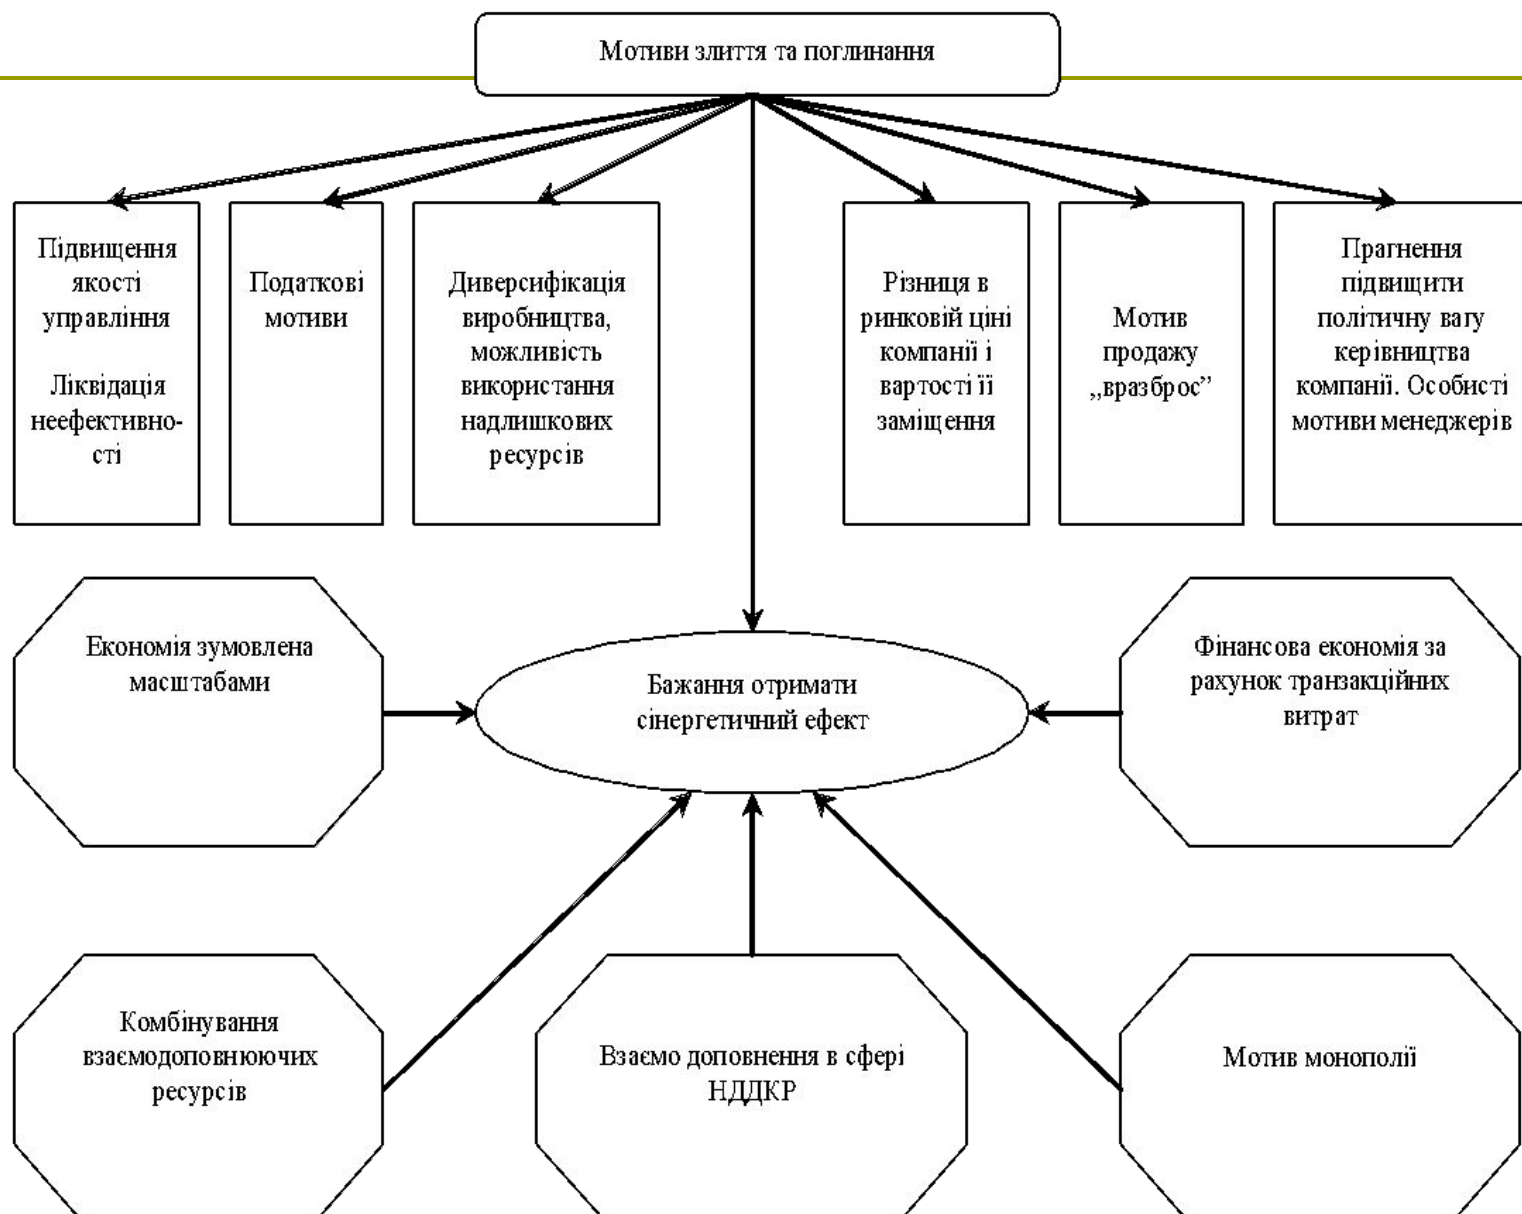 Мотиви злиття та поглинання
Підвищення
якості
управління
Ліквідація
неефективно-
сті
Податкові
мотиви
Диверсифікація
виробництва,
можливість
використання
надлишкових
ресурсів
Різниця в
ринковій ціні
компанії і
вартості її
заміщення
Мотив
продажу
„вразброс”
Прагнення
підвищити
політичну вагу
керівництва
компанії. Особисті
мотиви менеджерів
Економія зумовлена
масштабами
Бажання отримати
сінергетичний ефект
Фінансова економія за
рахунок транзакційних
витрат
Комбінування
взаємодоповнюючих
ресурсів
Взаємо доповнення в сфері
НДДКР
Мотив монополії